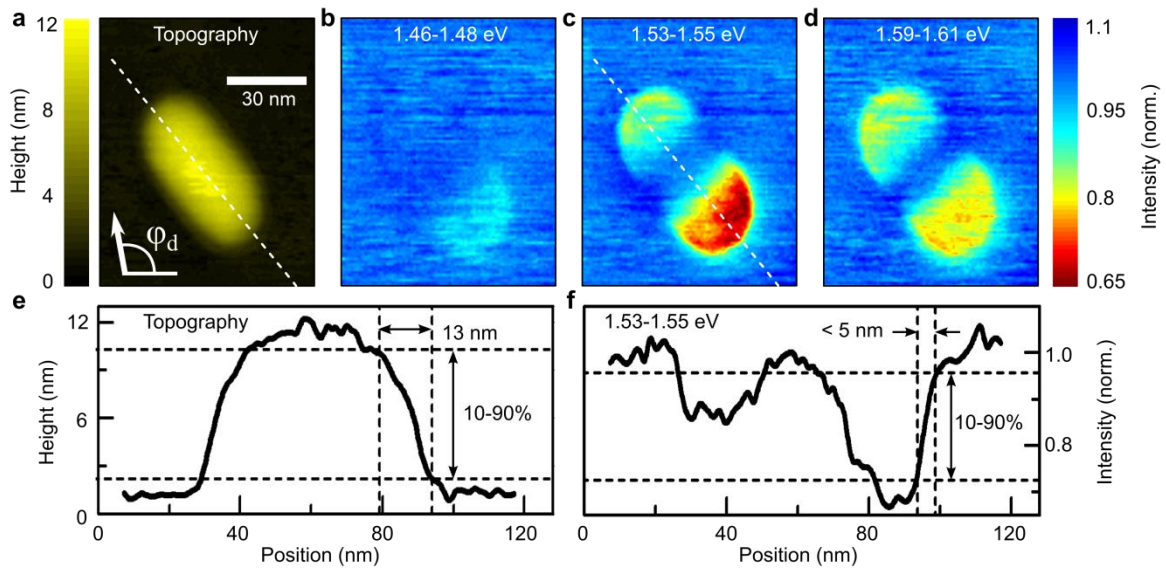 a
Topography
30 nm
φd
Height (nm)
12
8
4
0
b
1.46-1.48 eV
c
1.53-1.55 eV
d
1.59-1.61 eV
1.1
0.95
0.8
0.65
Intensity (norm.)
e
Topography
13 nm
10-90%
Height (nm)
12
6
0
0 40 80 120
Position (nm)
f
1.53-1.55 eV
< 5 nm
10-90%
1.0
0.8
Intensity (norm.)
0 40 80 120
Position (nm)